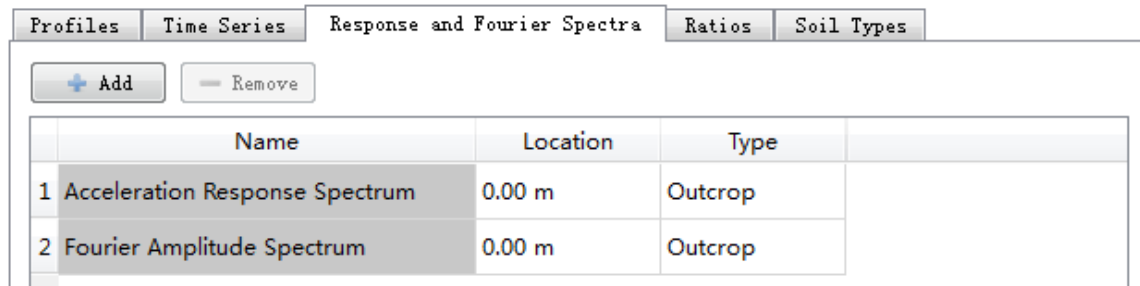 Profiles Time Series Response and Fourier Spectra Ratios Soil Types
Add Remove
Name Location Type
1 Acceleration Response Spectrum 0.00 m Outcrop
2 Fourier Amplitude Spectrum 0.00 m Outcrop